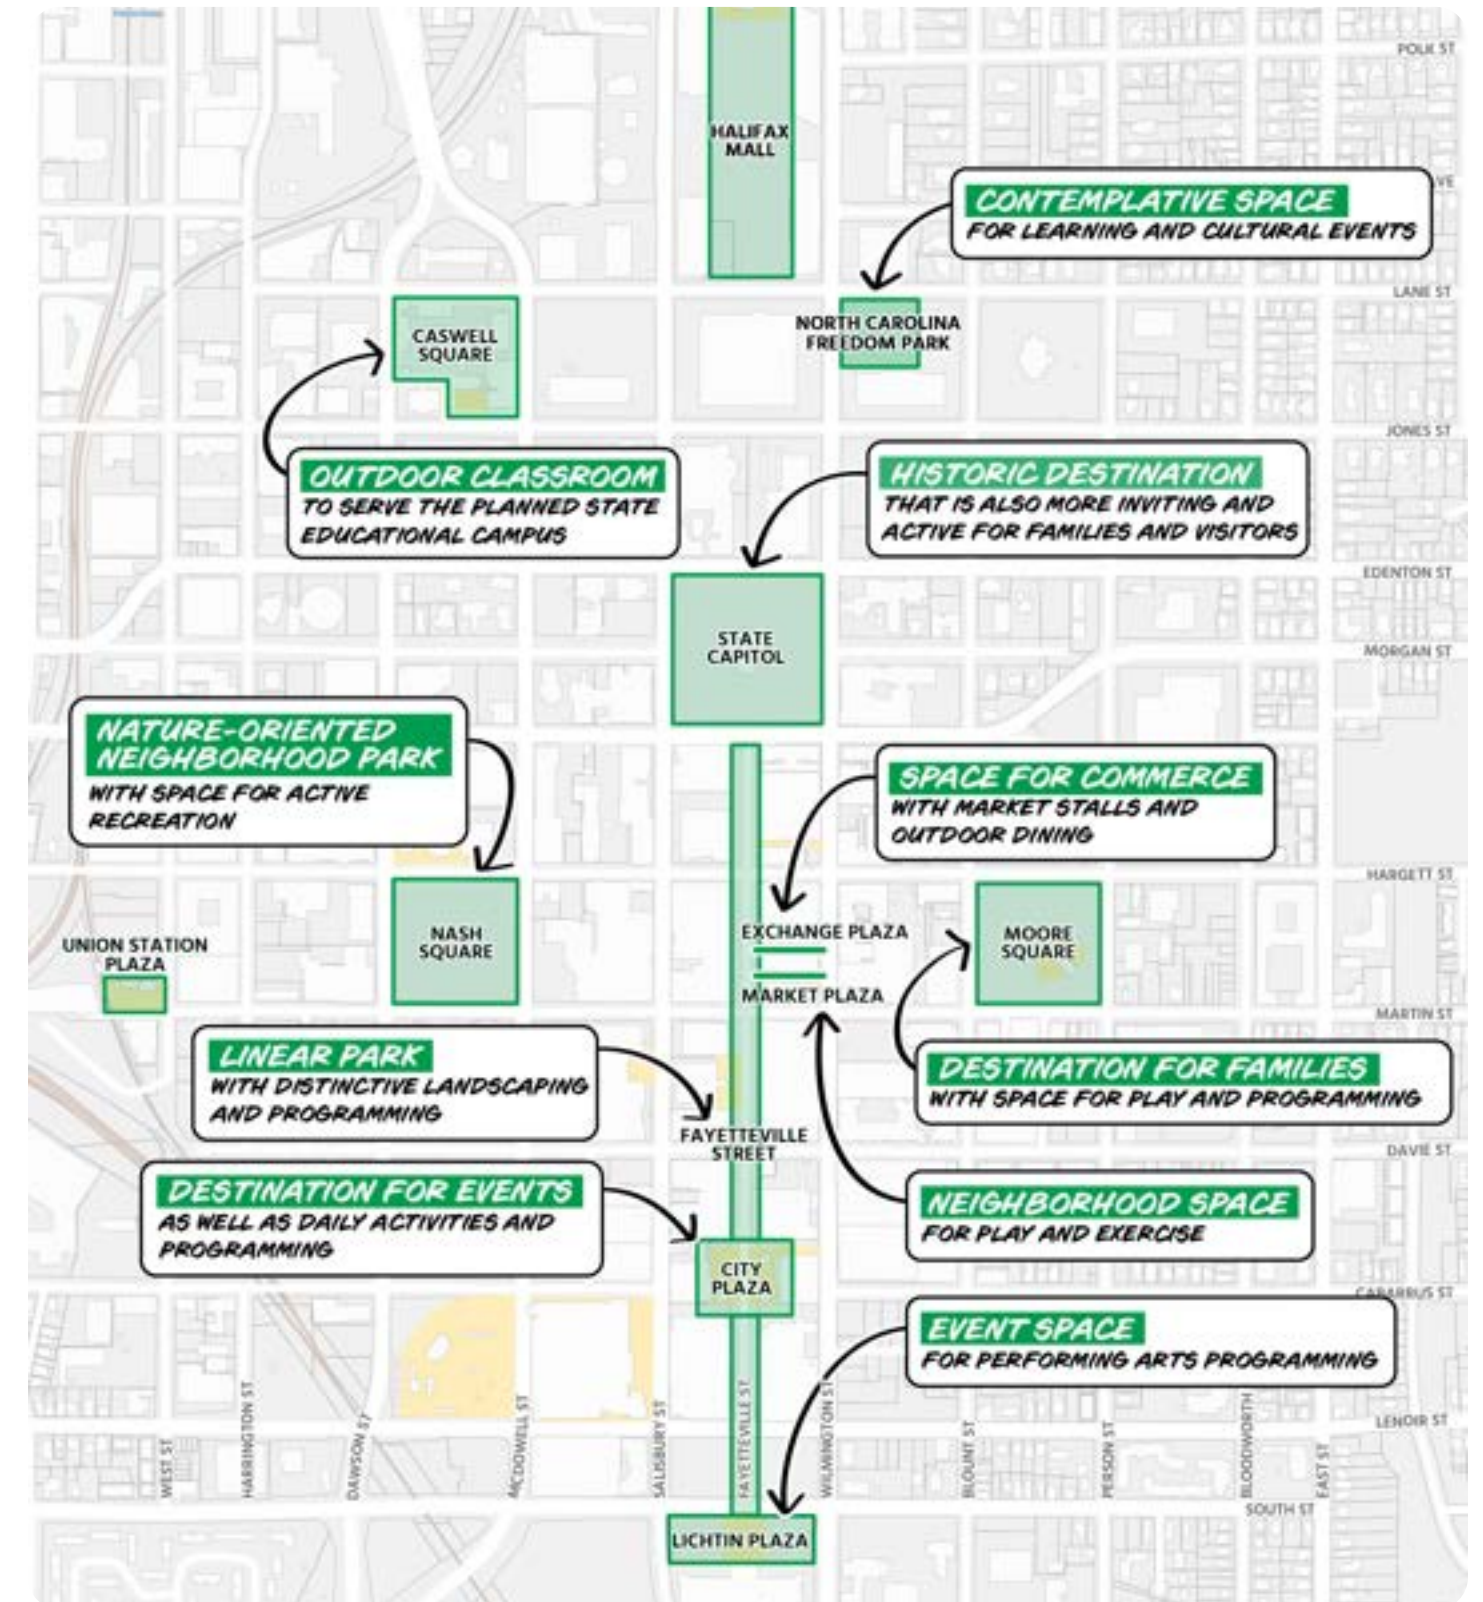 POLK ST
HALIFAX
MALL
VE
CONTEMPLATIVE SPACE
FOR LEARNING AND CULTURAL EVENTS
LANE ST
CASWELL
SQUARE
NORTH CAROLINA
FREEDOM PARK
JONES ST
OUTDOOR CLASSROOM
TO SERVE THE PLANNED STATE
EDUCATIONAL CAMPUS
HISTORIC DESTINATION
THAT IS ALSO MORE INVITING AND
ACTIVE FOR FAMILIES AND VISITORS
EDENTON ST
STATE
CAPITOL
MORGAN ST
NATURE-ORIENTED
NEIGHBORHOOD PARK
WITH SPACE FOR ACTIVE
RECREATION
SPACE FOR COMMERCE
WITH MARKET STALLS AND
OUTDOOR DINING
HARGETT ST
UNION STATION
PLAZA
NASH
SQUARE
EXCHANGE PLAZA
MOORE
SQUARE
MARKET PLAZA
MARTIN ST
LINEAR PARK
WITH DISTINCTIVE LANDSCAPING
AND PROGRAMMING
DESTINATION FOR FAMILIES
WITH SPACE FOR PLAY AND PROGRAMMING
FAYETTEVILLE
STREET
DAVIE ST
DESTINATION FOR EVENTS
AS WELL AS DAILY ACTIVITIES AND
PROGRAMMING
NEIGHBORHOOD SPACE
FOR PLAY AND EXERCISE
CITY
PLAZA
CABARRUS ST
EVENT SPACE
FOR PERFORMING ARTS PROGRAMMING
LENOIR ST
WEST ST
HARRINGTON ST
DAWSON ST
MCDOWELL ST
SALISBURY ST
FAYETTEVILLE ST
WILMINGTON ST
BLOUNT ST
PERSON ST
BLOODWORTH
EAST ST
SOUTH ST
LICHTIN PLAZA